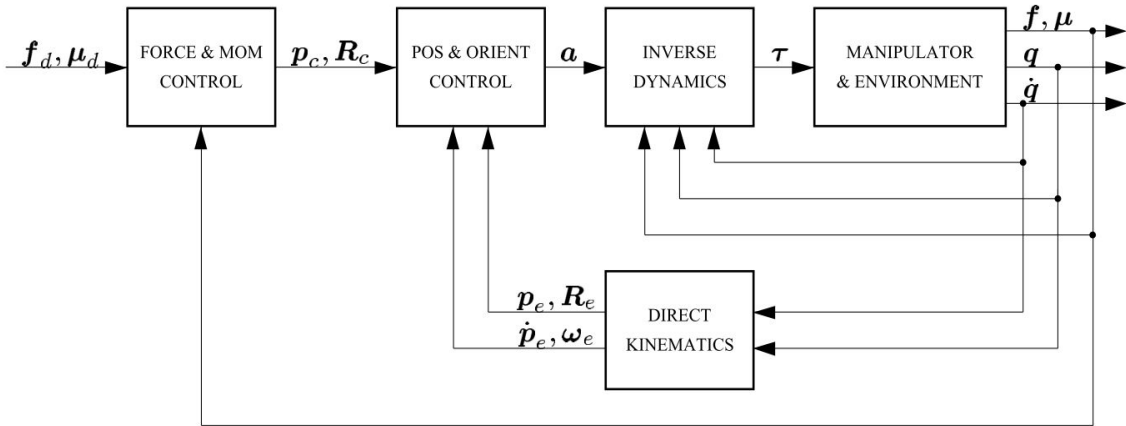 f, μ
f_d, μ_d
FORCE & MOM
CONTROL
p_c, R_c
POS & ORIENT
CONTROL
a
INVERSE
DYNAMICS
τ
MANIPULATOR
& ENVIRONMENT
q
q̇
p_e, R_e
ṗ_e, ω_e
DIRECT
KINEMATICS